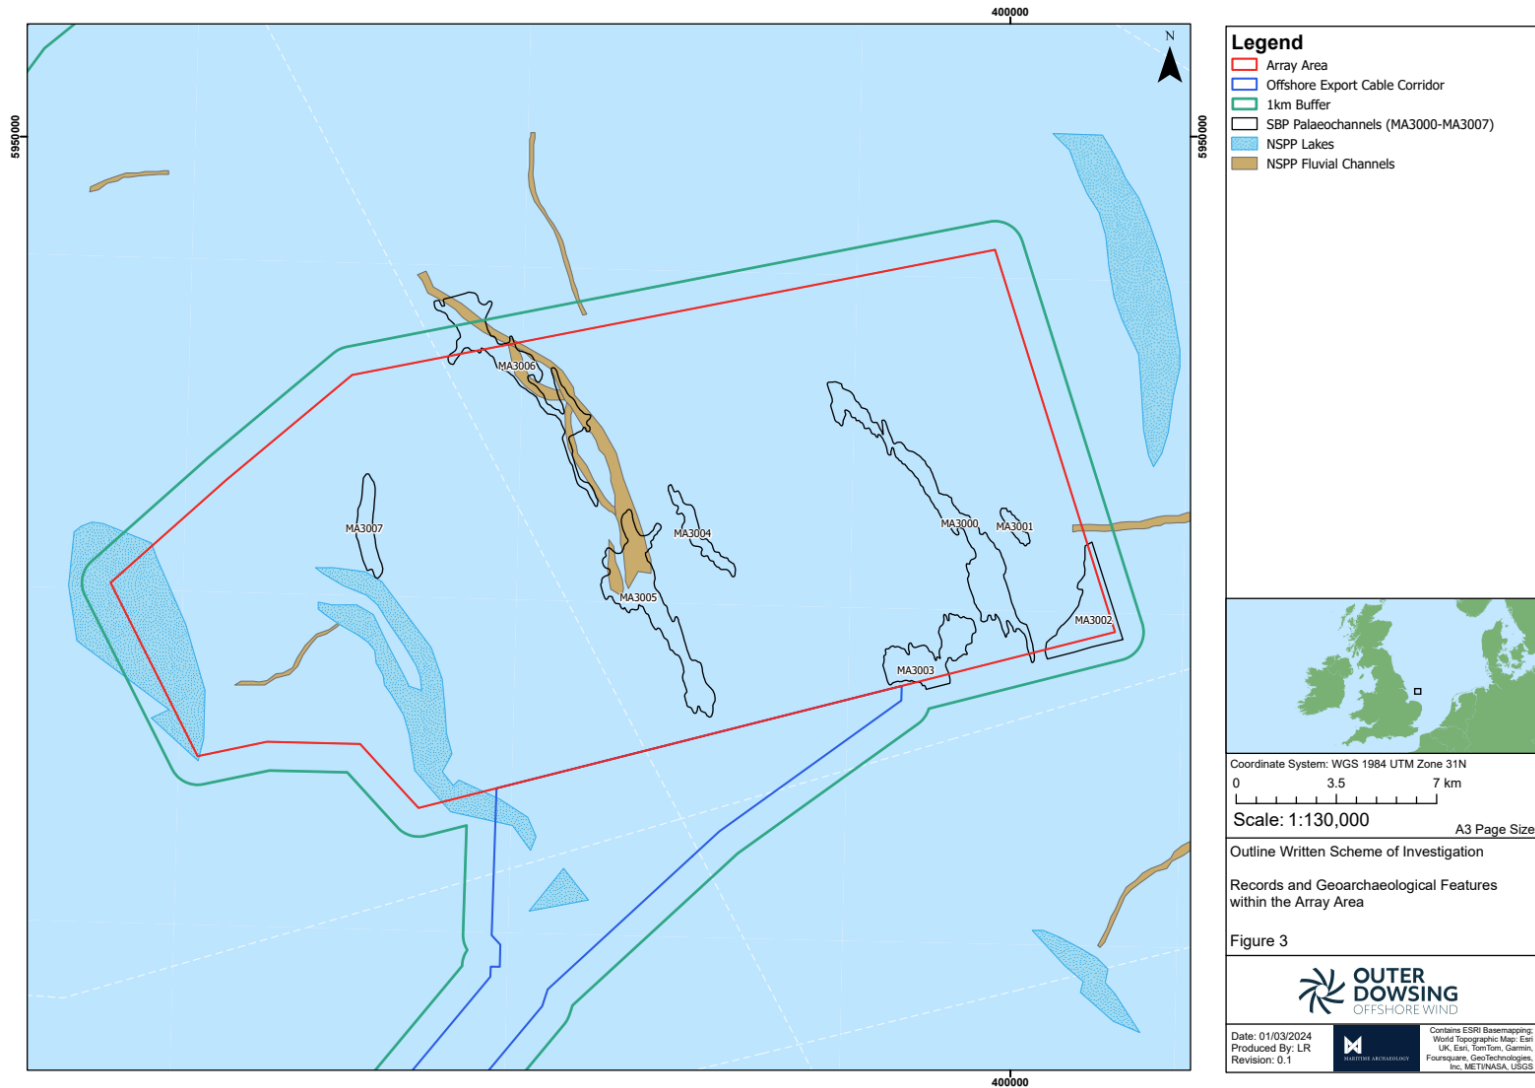 400000
N
5950000
5950000
MA3006
MA3007
MA3004
MA3000
MA3001
MA3005
MA3002
MA3003
400000
Legend
Array Area
Offshore Export Cable Corridor
1km Buffer
SBP Palaeochannels (MA3000-MA3007)
NSPP Lakes
NSPP Fluvial Channels
Coordinate System: WGS 1984 UTM Zone 31N
0 3.5 7 km
Scale: 1:130,000
A3 Page Size
Outline Written Scheme of Investigation
Records and Geoarchaeological Features
within the Array Area
Figure 3
OUTER
DOWSING
OFFSHORE WIND
Date: 01/03/2024
Produced By: LR
Revision: 0.1
MARITIME ARCHAEOLOGY
Contains ESRI Basemapping;
World Topographic Map: Esri
UK, Esri, TomTom, Garmin,
Foursquare, GeoTechnologies,
Inc, METI/NASA, USGS